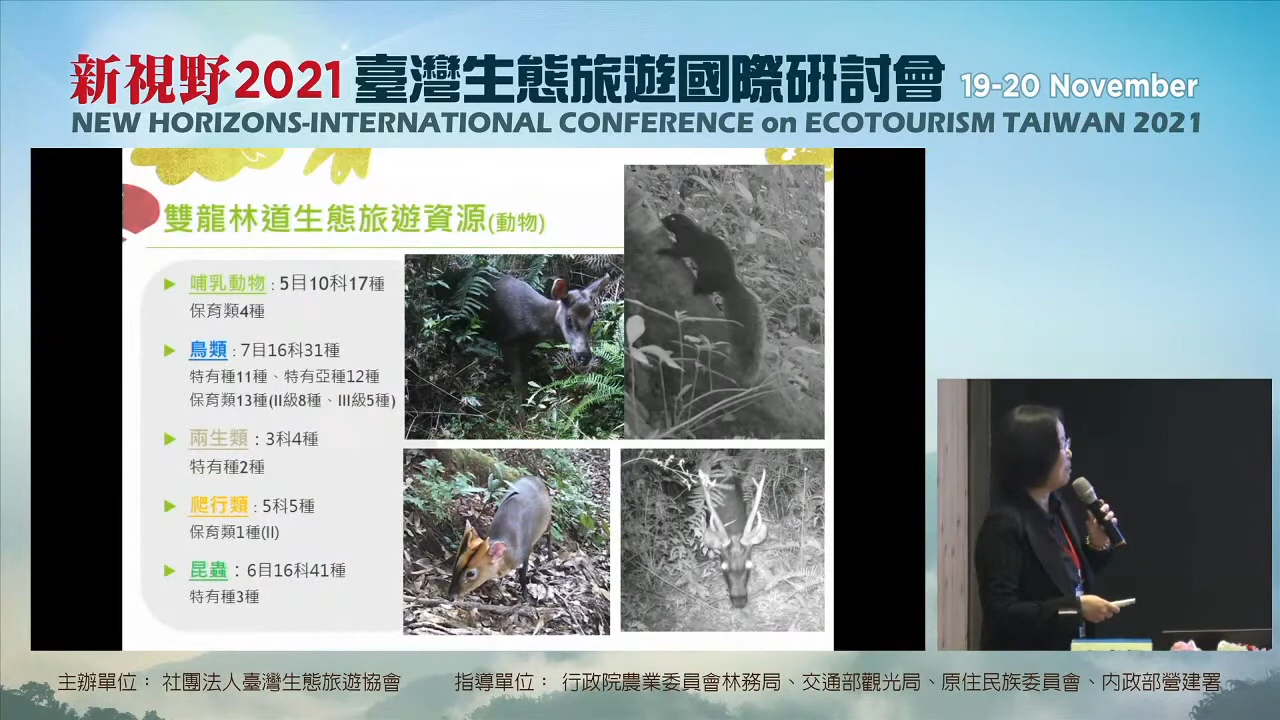 新視野2021 臺灣生態旅遊國際研討會 19-20 November
NEW HORIZONS-INTERNATIONAL CONFERENCE on ECOTOURISM TAIWAN 2021
雙龍林道生態旅遊資源(動物)
哺乳動物 : 5目10科17種
保育類4種
鳥類 : 7目16科31種
特有種11種、特有亞種12種
保育類13種(II級8種、III級5種)
兩生類：3科4種
特有種2種
爬行類 : 5科5種
保育類1種(II)
昆蟲：6目16科41種
特有種3種
主辦單位： 社團法人臺灣生態旅遊協會 指導單位： 行政院農業委員會林務局、交通部觀光局、原住民族委員會、內政部營建署